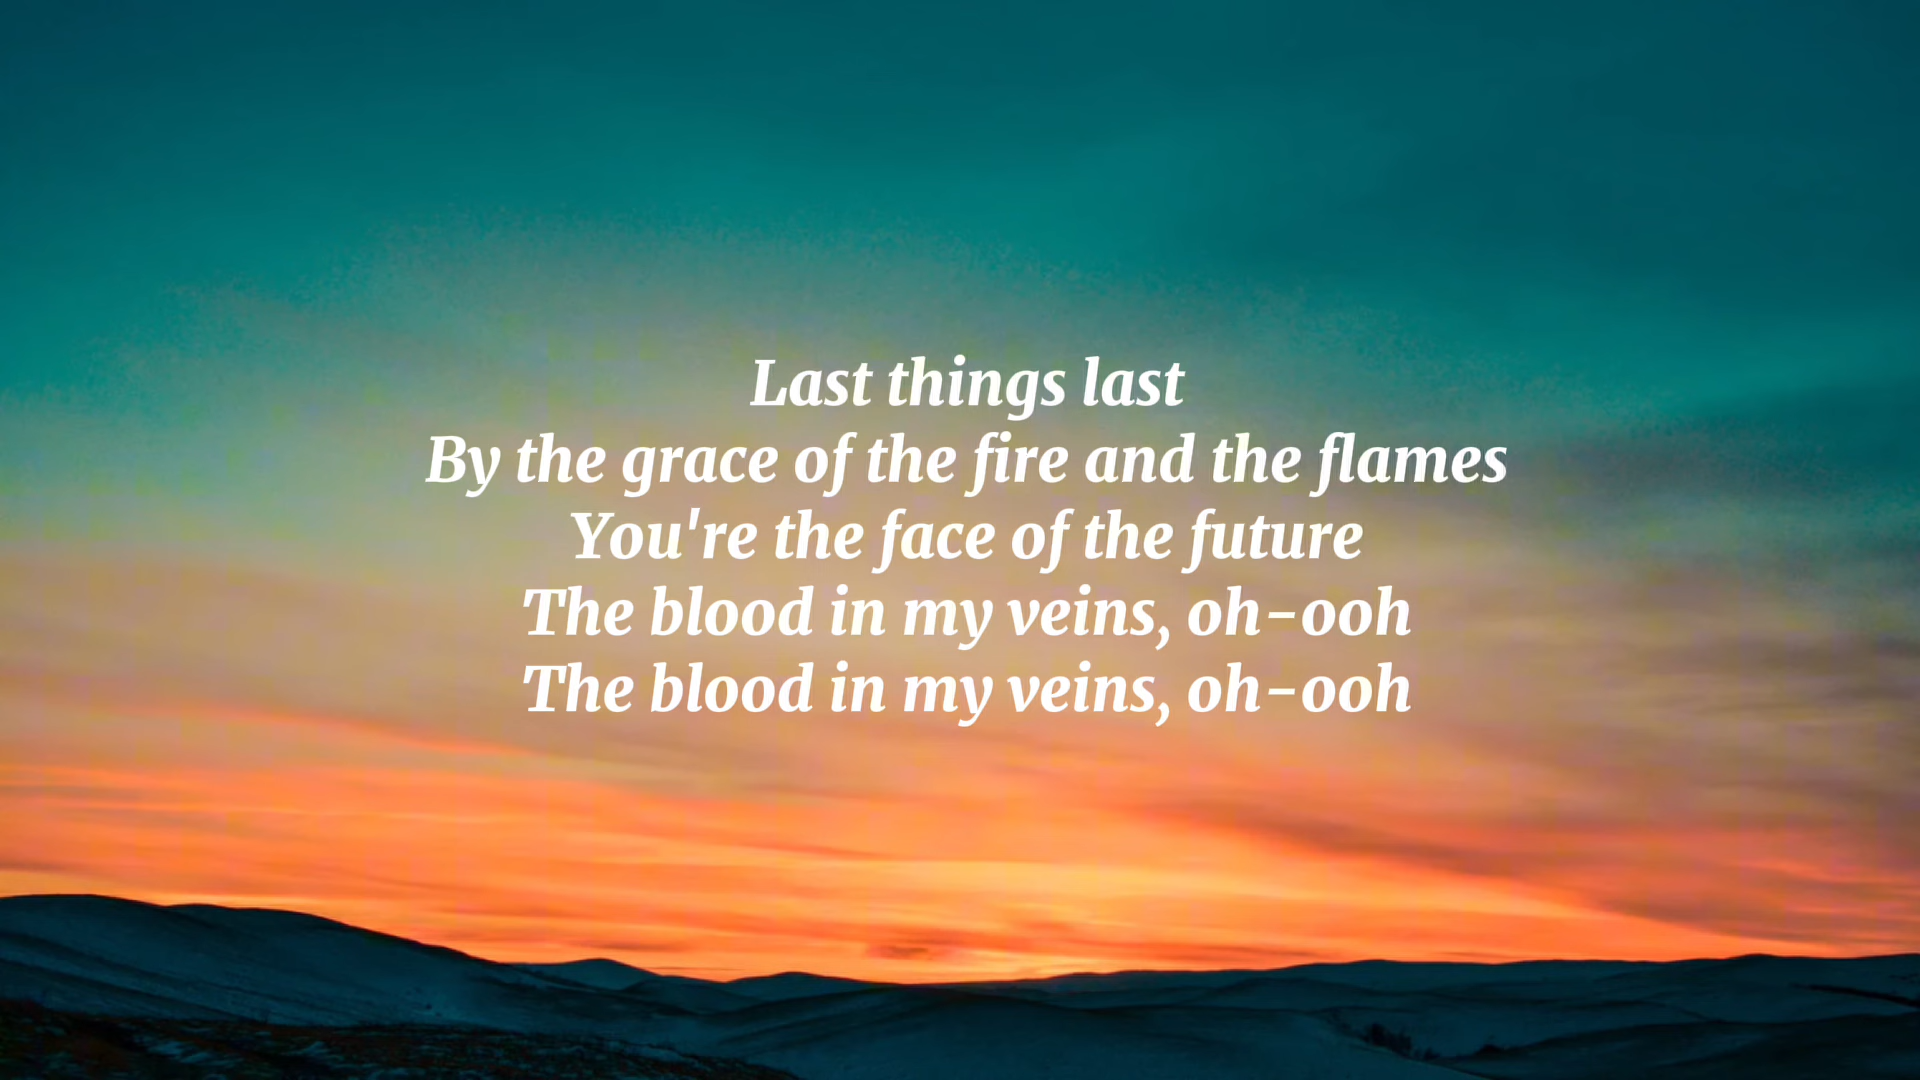 Last things last
By the grace of the fire and the flames
You're the face of the future
The blood in my veins, oh-ooh
The blood in my veins, oh-ooh